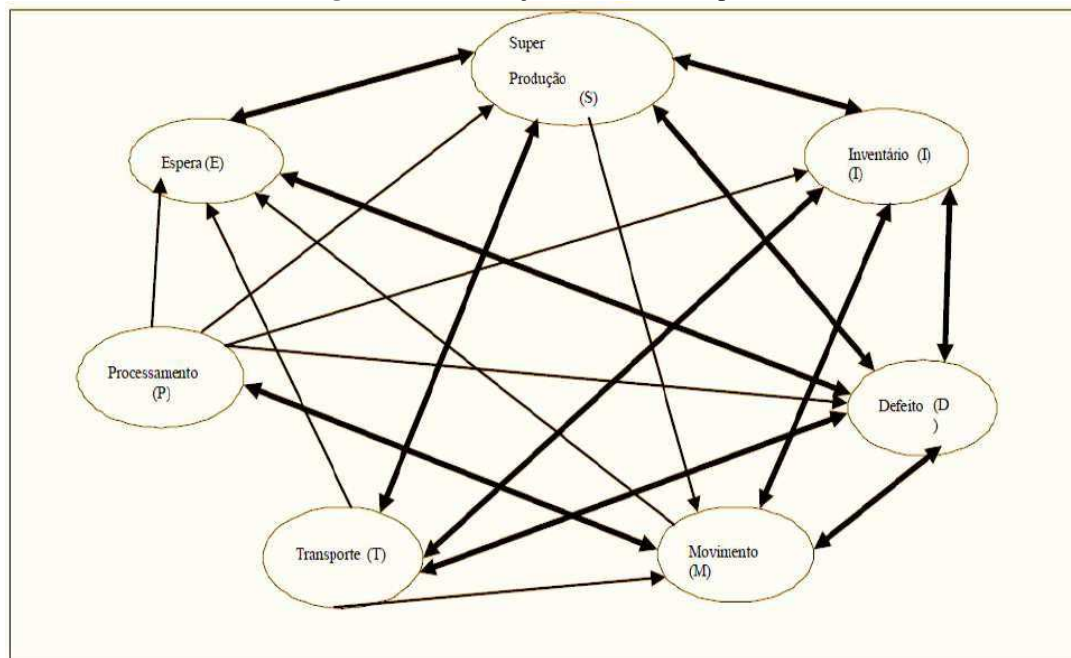 Super
Produção
(S)
Espera (E)
Inventário (I)
(I)
Processamento
(P)
Defeito (D
)
Transporte (T)
Movimento
(M)